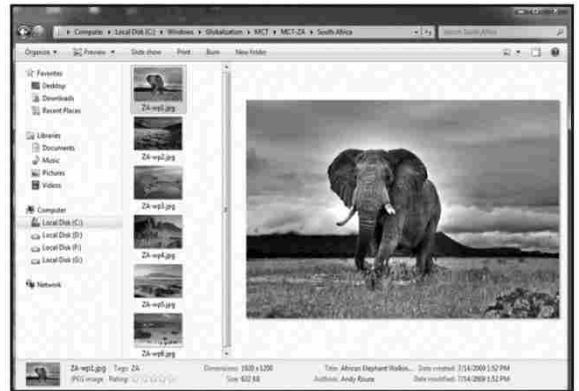 Computer ▸ Local Disk (C:) ▸ Windows ▸ Globalization ▸ MCT ▸ MCT-ZA ▸ South Africa
Search South Africa
Organize ▾ Preview ▾ Slide show Print Burn New folder
Favorites
Desktop
Downloads
Recent Places
Libraries
Documents
Music
Pictures
Videos
Computer
Local Disk (C:)
Local Disk (D:)
Local Disk (F:)
Local Disk (G:)
Network
ZA-wp1.jpg
ZA-wp2.jpg
ZA-wp3.jpg
ZA-wp4.jpg
ZA-wp5.jpg
ZA-wp6.jpg
ZA-wp1.jpg Tags: ZA Dimensions: 1920 x 1200 Title: African Elephant Walkin... Date created: 7/14/2009 1:52 PM
JPEG image Rating: Size: 602 KB Authors: Andy Rouse Date modified: 7/14/2009 1:52 PM